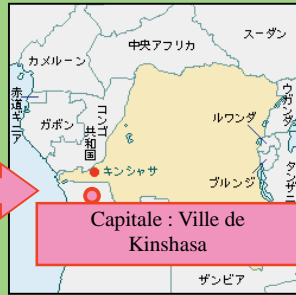 スーダン
中央アフリカ
カメルーン
赤道ギニア
ガボン
コンゴ共和国
ウガンダ
ルワンダ
キンシャサ
ブルンジ
タンザニ
Capitale : Ville de
Kinshasa
ザンビア